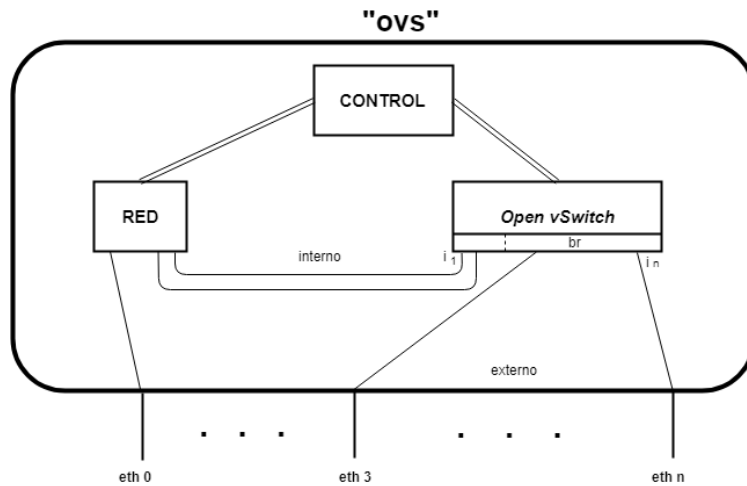 "ovs"
CONTROL
RED
Open vSwitch
br
interno
i 1
i n
externo
eth 0
eth 3
eth n